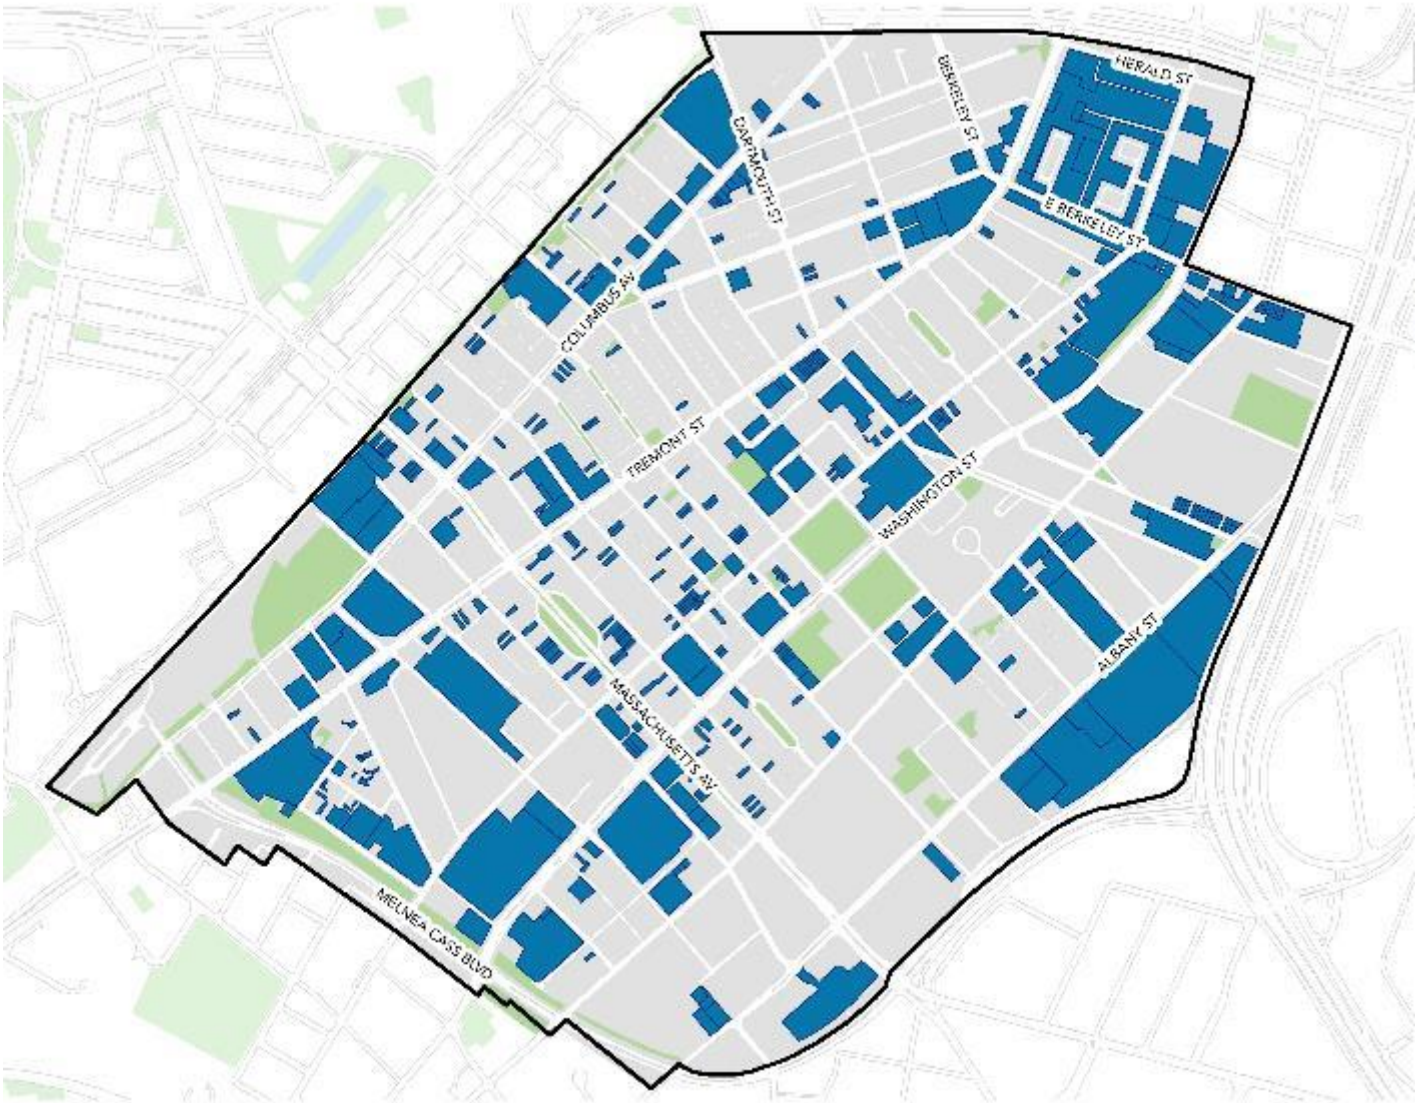 HERALD ST
BERKELEY ST
DARTMOUTH ST
E BERKELEY ST
COLUMBUS AV
TREMONT ST
WASHINGTON ST
ALBANY ST
MASSACHUSETTS AV
MELNEA CASS BLVD